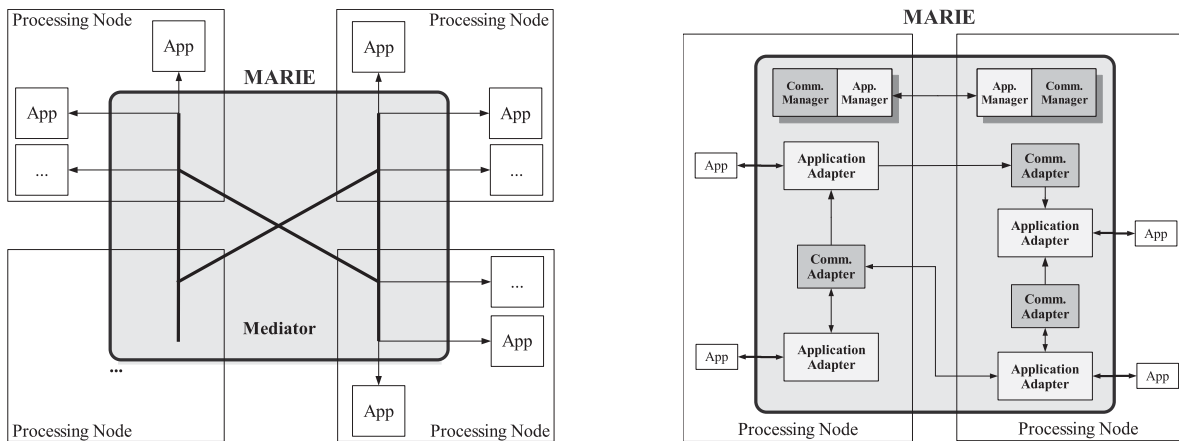 Processing Node
Processing Node
App
App
MARIE
App
App
...
...
...
App
Mediator
...
App
Processing Node
Processing Node
MARIE
Comm.
Manager
App.
Manager
App.
Manager
Comm.
Manager
App
Application
Adapter
Comm.
Adapter
Application
Adapter
App
Comm.
Adapter
Comm.
Adapter
App
Application
Adapter
Application
Adapter
App
Processing Node
Processing Node